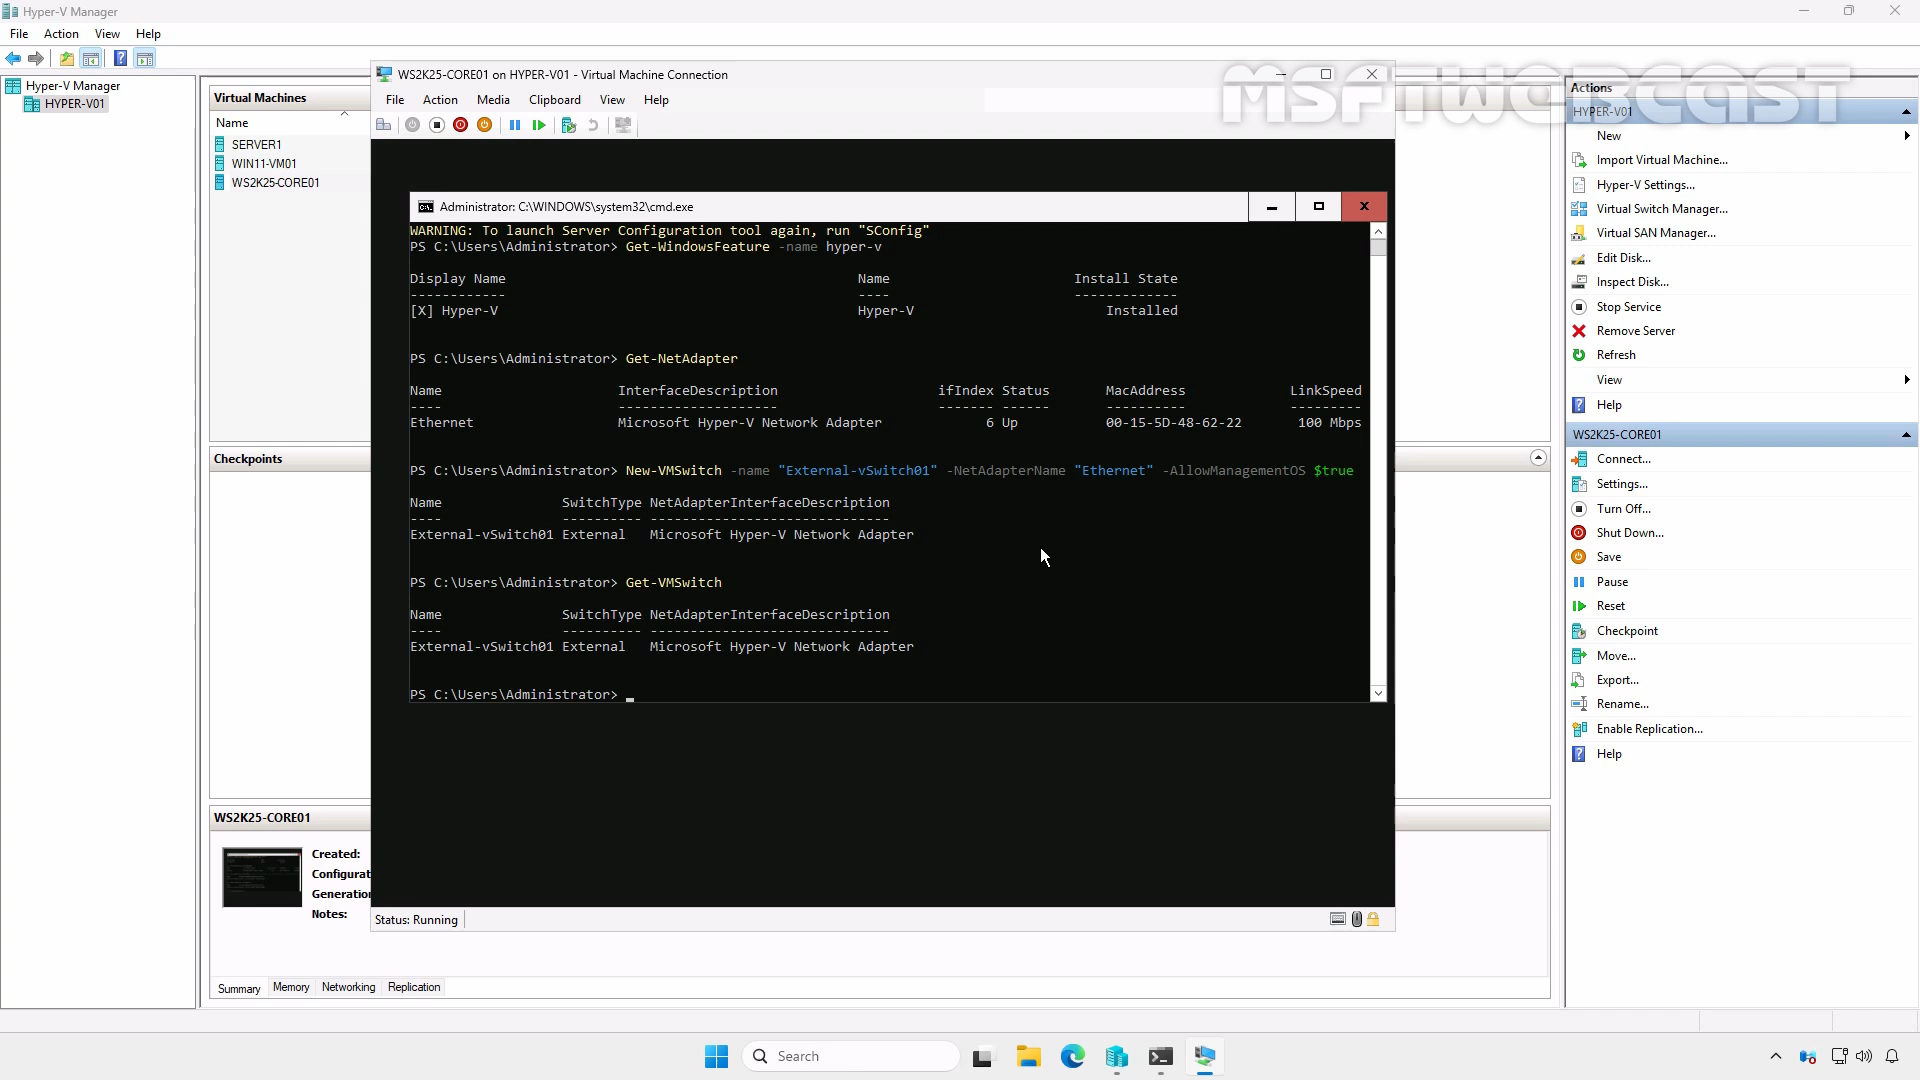 Hyper-V Manager
File Action View Help
Hyper-V Manager
HYPER-V01
Virtual Machines
Name
SERVER1
WIN11-VM01
WS2K25-CORE01
Checkpoints
WS2K25-CORE01
Created:
Configurat
Generation
Notes:
Summary Memory Networking Replication
WS2K25-CORE01 on HYPER-V01 - Virtual Machine Connection
File Action Media Clipboard View Help
Administrator: C:\WINDOWS\system32\cmd.exe
WARNING: To launch Server Configuration tool again, run "SConfig"
PS C:\Users\Administrator> Get-WindowsFeature -name hyper-v
Display Name Name Install State
------------ ---- -------------
[X] Hyper-V Hyper-V Installed
PS C:\Users\Administrator> Get-NetAdapter
Name InterfaceDescription ifIndex Status MacAddress LinkSpeed
---- -------------------- ------- ------ ---------- ---------
Ethernet Microsoft Hyper-V Network Adapter 6 Up 00-15-5D-48-62-22 100 Mbps
PS C:\Users\Administrator> New-VMSwitch -name "External-vSwitch01" -NetAdapterName "Ethernet" -AllowManagementOS $true
Name SwitchType NetAdapterInterfaceDescription
---- ---------- ------------------------------
External-vSwitch01 External Microsoft Hyper-V Network Adapter
PS C:\Users\Administrator> Get-VMSwitch
Name SwitchType NetAdapterInterfaceDescription
---- ---------- ------------------------------
External-vSwitch01 External Microsoft Hyper-V Network Adapter
PS C:\Users\Administrator>
Status: Running
MSFTWEBCAST
Actions
HYPER-V01
New
Import Virtual Machine...
Hyper-V Settings...
Virtual Switch Manager...
Virtual SAN Manager...
Edit Disk...
Inspect Disk...
Stop Service
Remove Server
Refresh
View
Help
WS2K25-CORE01
Connect...
Settings...
Turn Off...
Shut Down...
Save
Pause
Reset
Checkpoint
Move...
Export...
Rename...
Enable Replication...
Help
Search